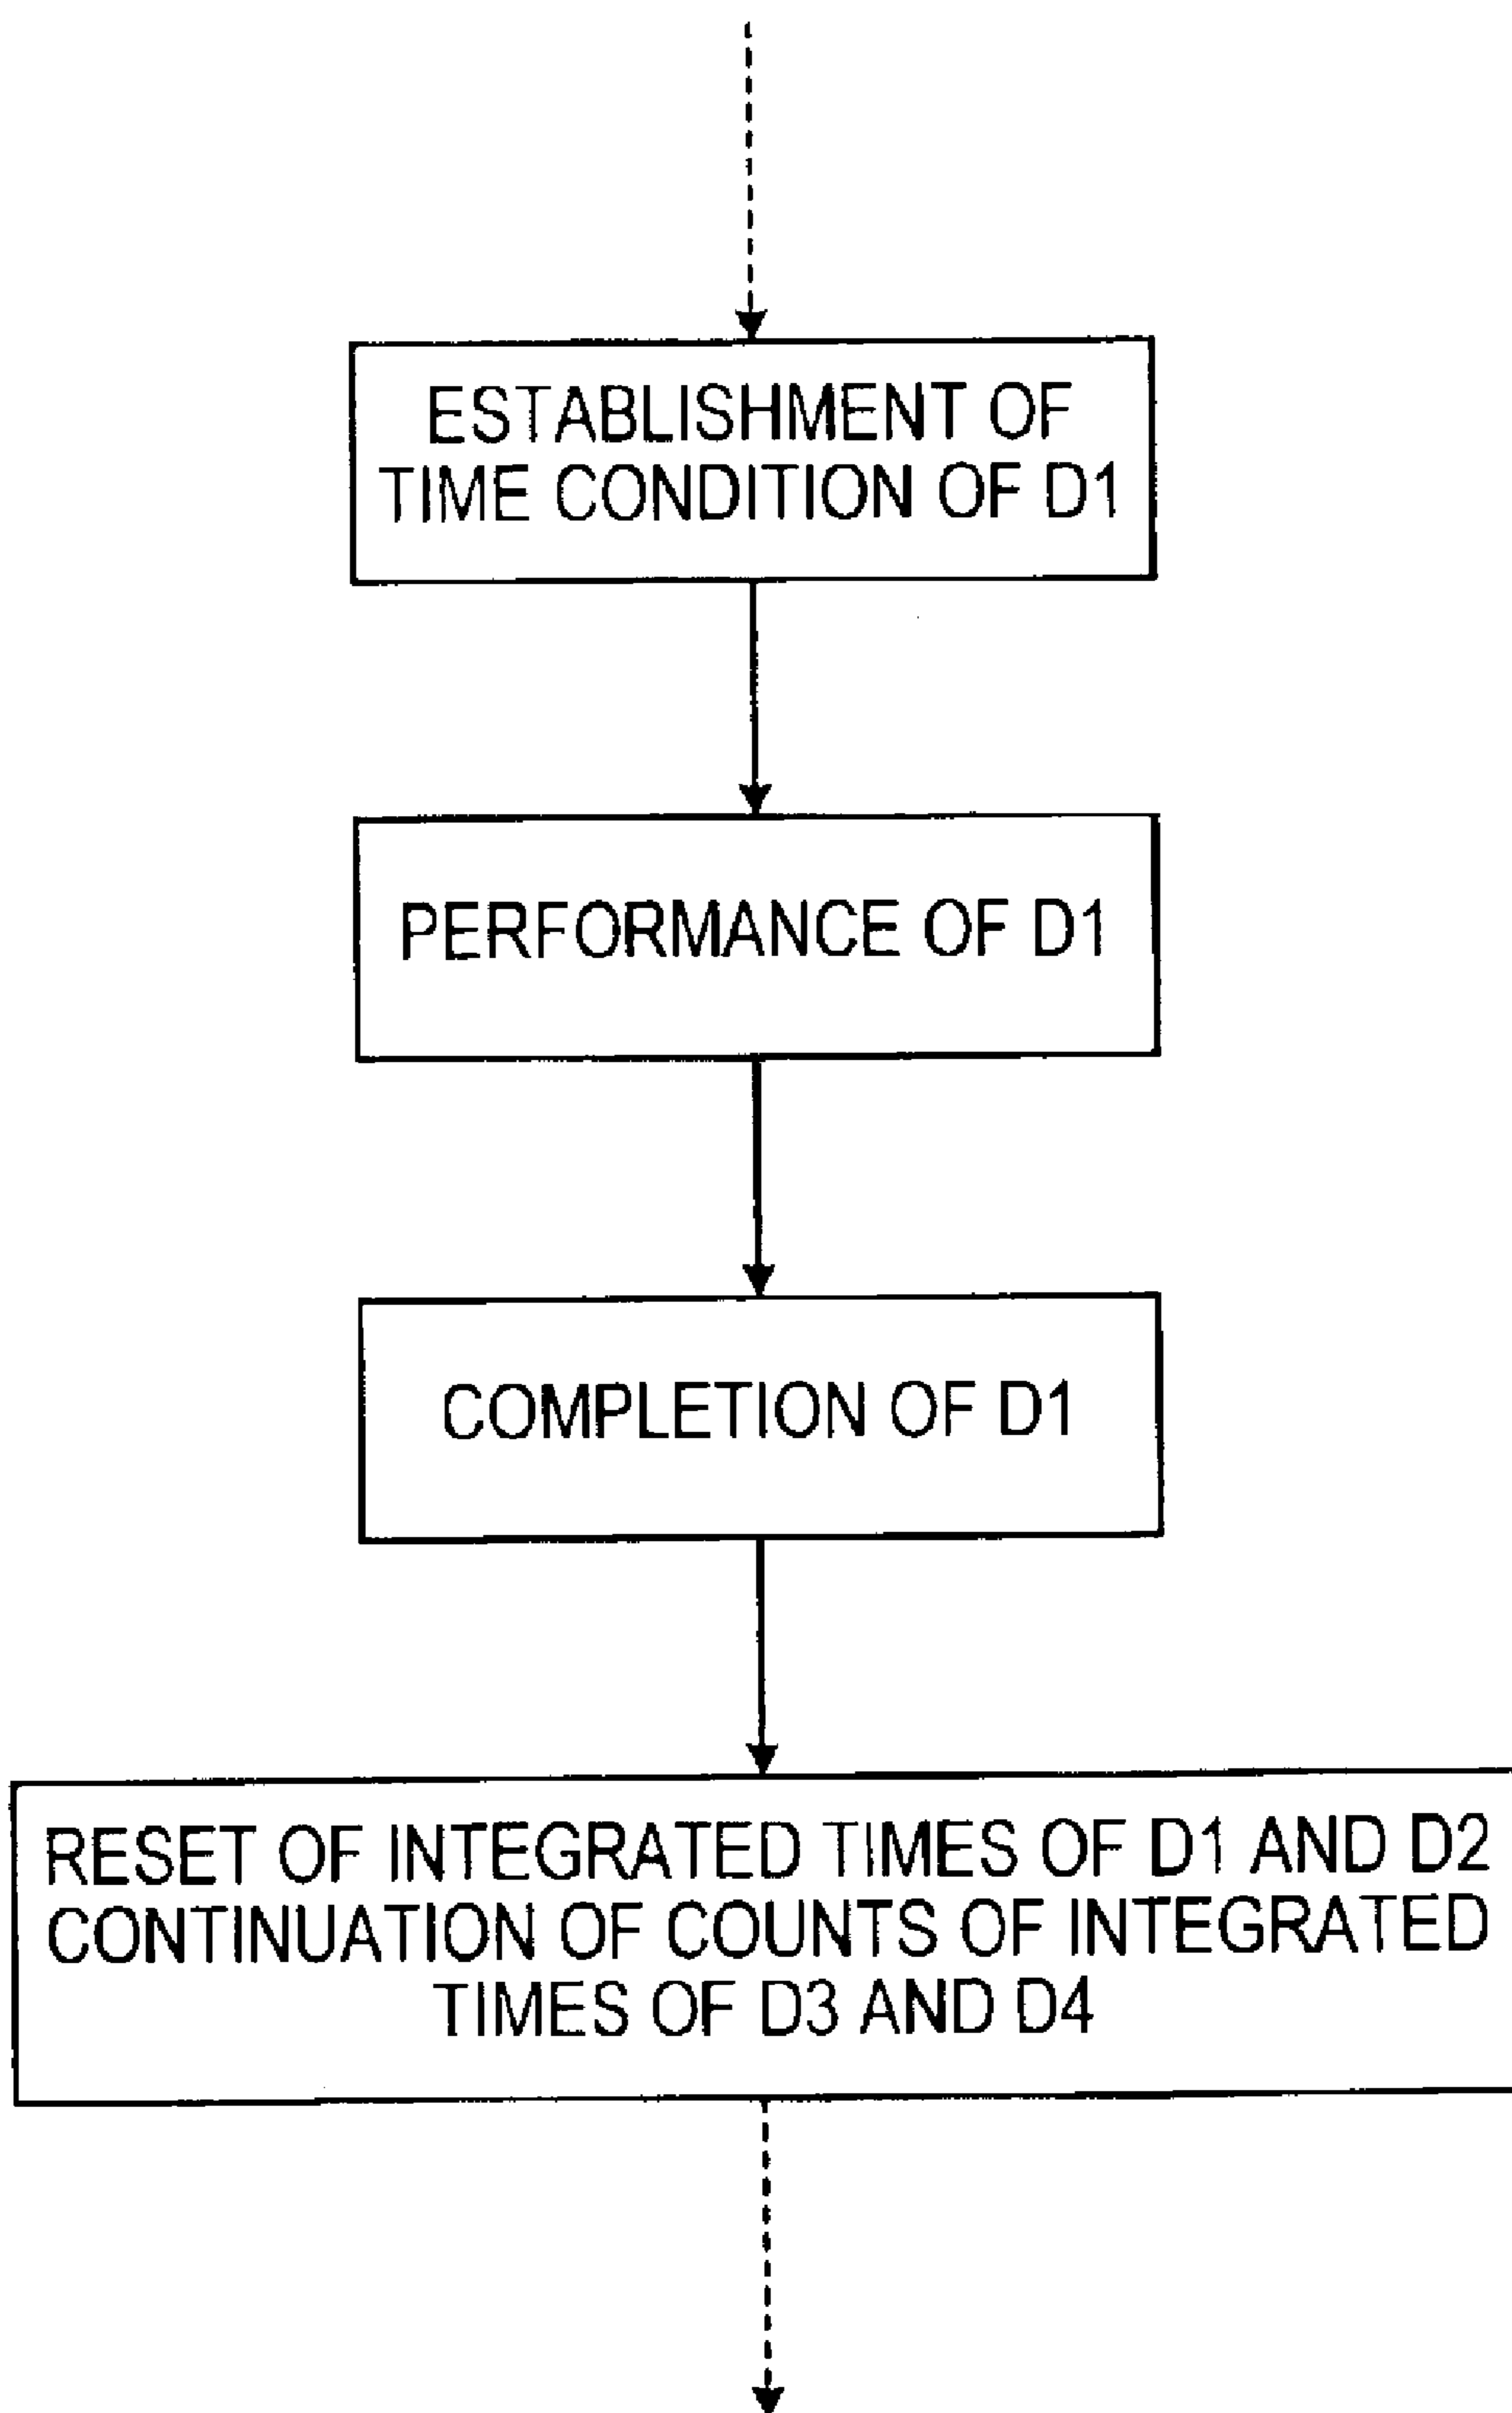 ESTABLISHMENT OF
TIME CONDITION OF D1
PERFORMANCE OF D1
COMPLETION OF D1
RESET OF INTEGRATED TIMES OF D1 AND D2
CONTINUATION OF COUNTS OF INTEGRATED
TIMES OF D3 AND D4